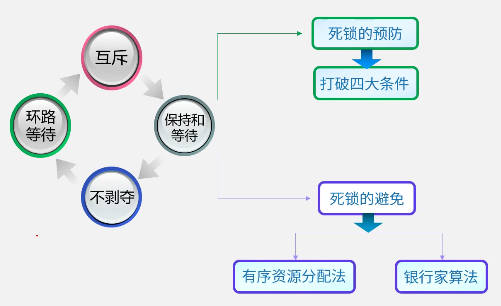 互斥
环路
等待
保持和
等待
不剥夺
死锁的预防
打破四大条件
死锁的避免
有序资源分配法
银行家算法